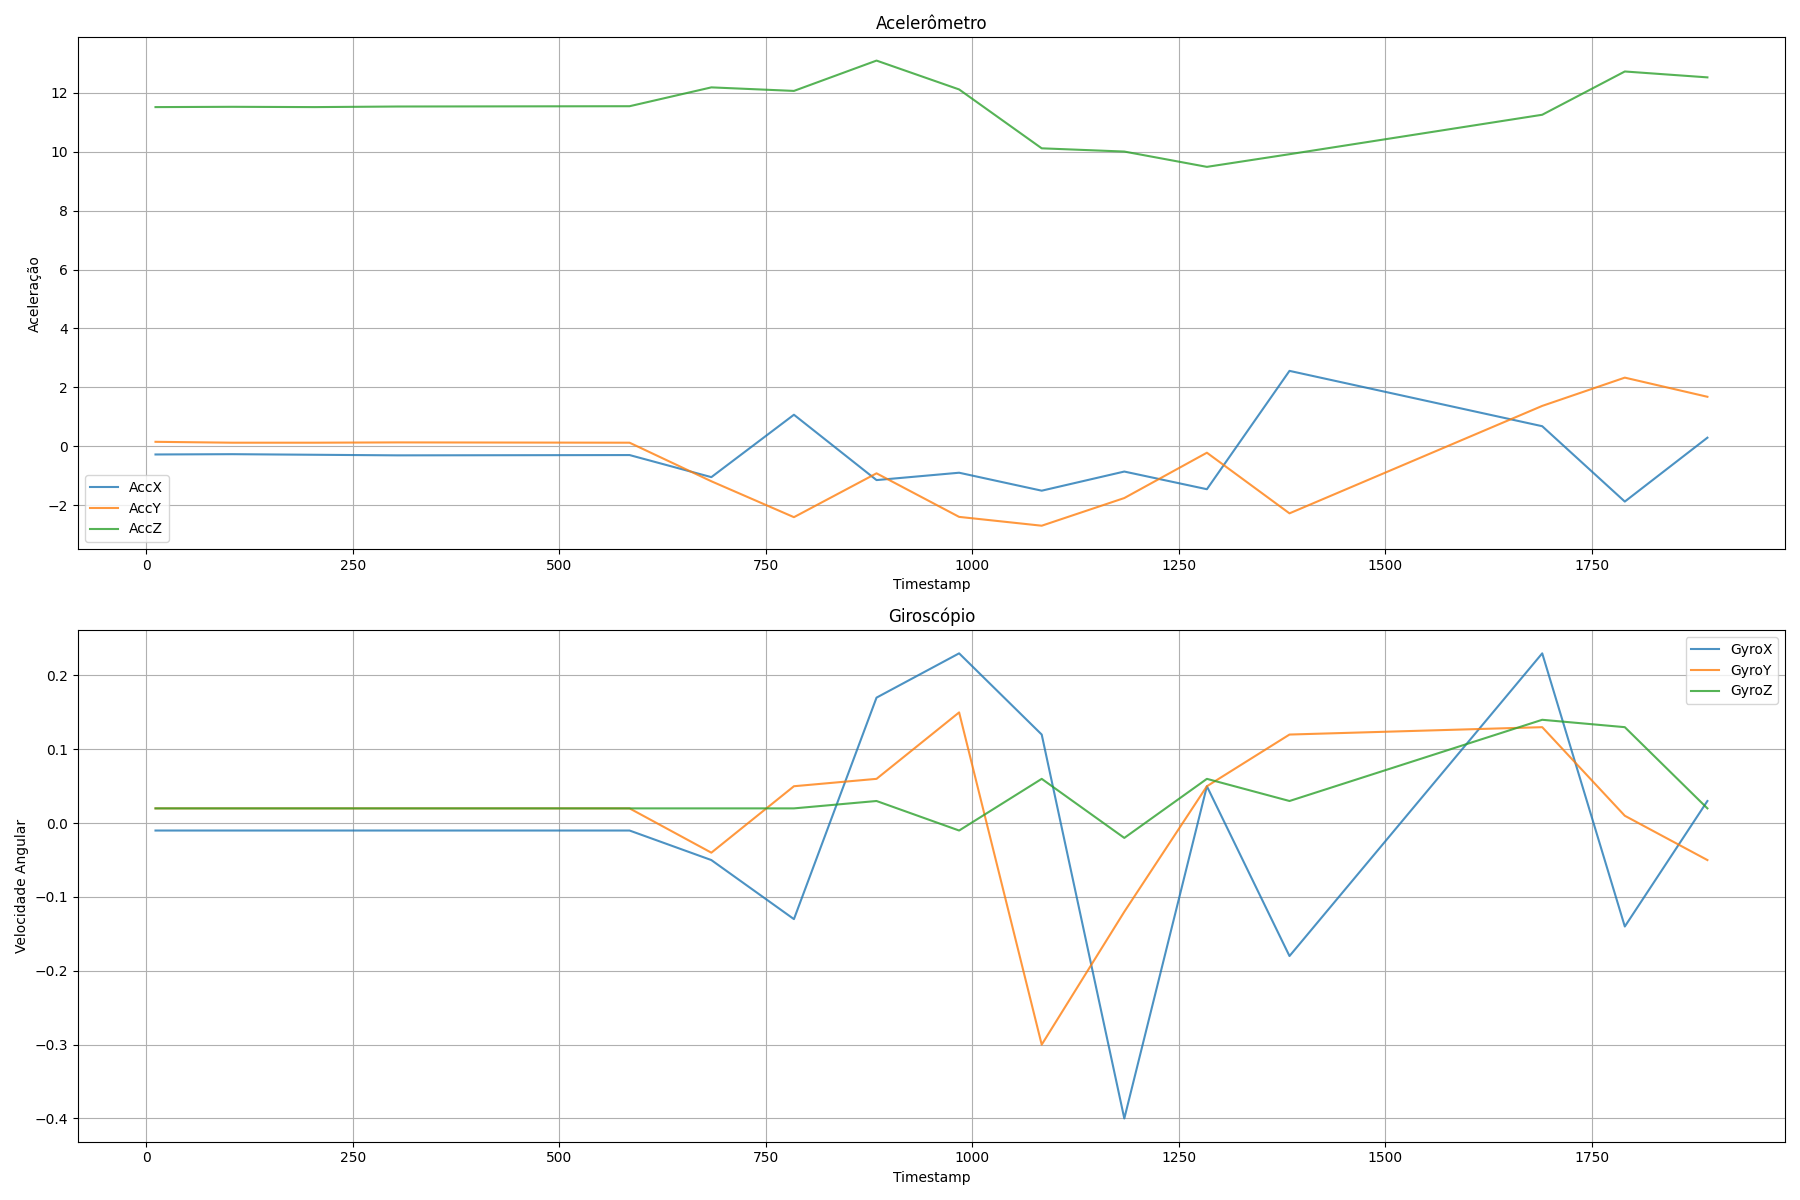 Acelerômetro
Aceleração
12
10
8
6
4
2
0
−2
AccX
AccY
AccZ
0 250 500 750 1000 1250 1500 1750
Timestamp
Giroscópio
Velocidade Angular
0.2
0.1
0.0
−0.1
−0.2
−0.3
−0.4
GyroX
GyroY
GyroZ
0 250 500 750 1000 1250 1500 1750
Timestamp